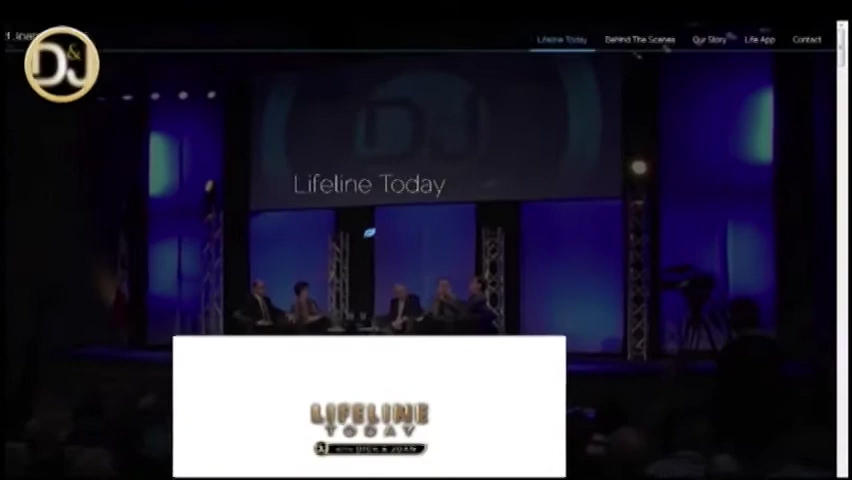 Lifeline Today
Behind The Scenes
Our Story
Life App
Contact
D&J
D&J
Lifeline Today
LIFELINE
TODAY